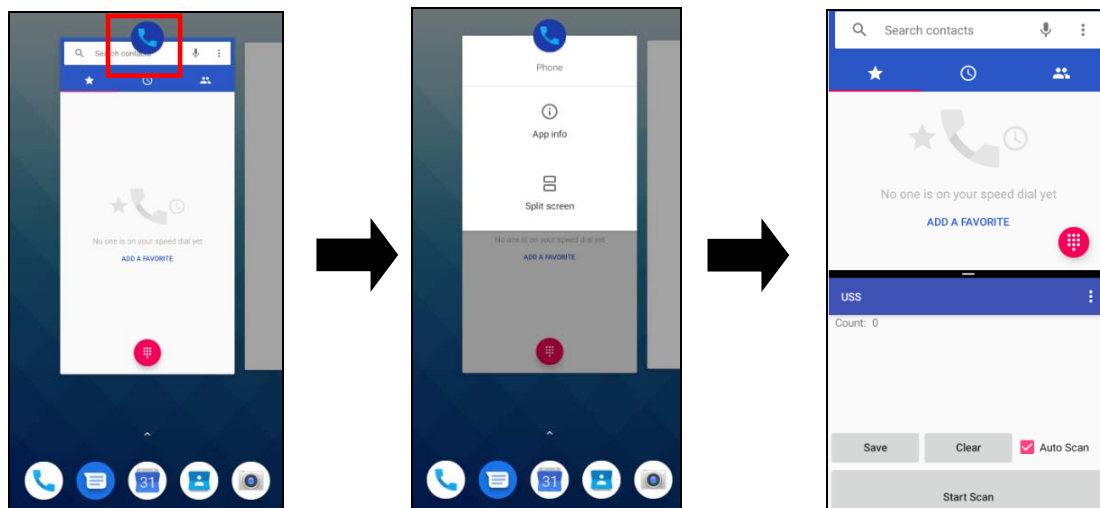 Search contacts
No one is on your speed dial yet
ADD A FAVORITE
31
Phone
App info
Split screen
No one is on your speed dial yet
ADD A FAVORITE
31
Search contacts
No one is on your speed dial yet
ADD A FAVORITE
USS
Count: 0
Save
Clear
Auto Scan
Start Scan